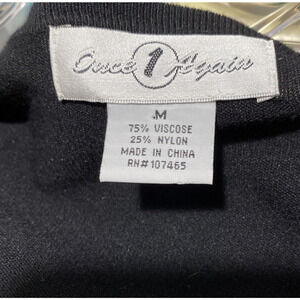 Once 1 Again
M
75% VISCOSE
25% NYLON
MADE IN CHINA
RN#107465